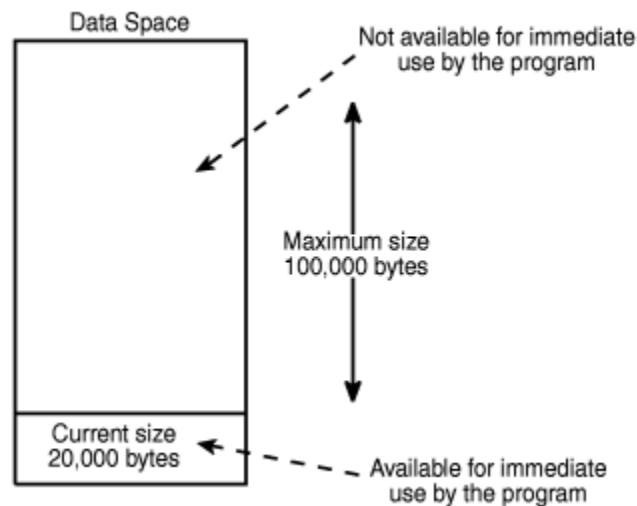 Data Space
Not available for immediate
use by the program
Maximum size
100,000 bytes
Current size
20,000 bytes
Available for immediate
use by the program